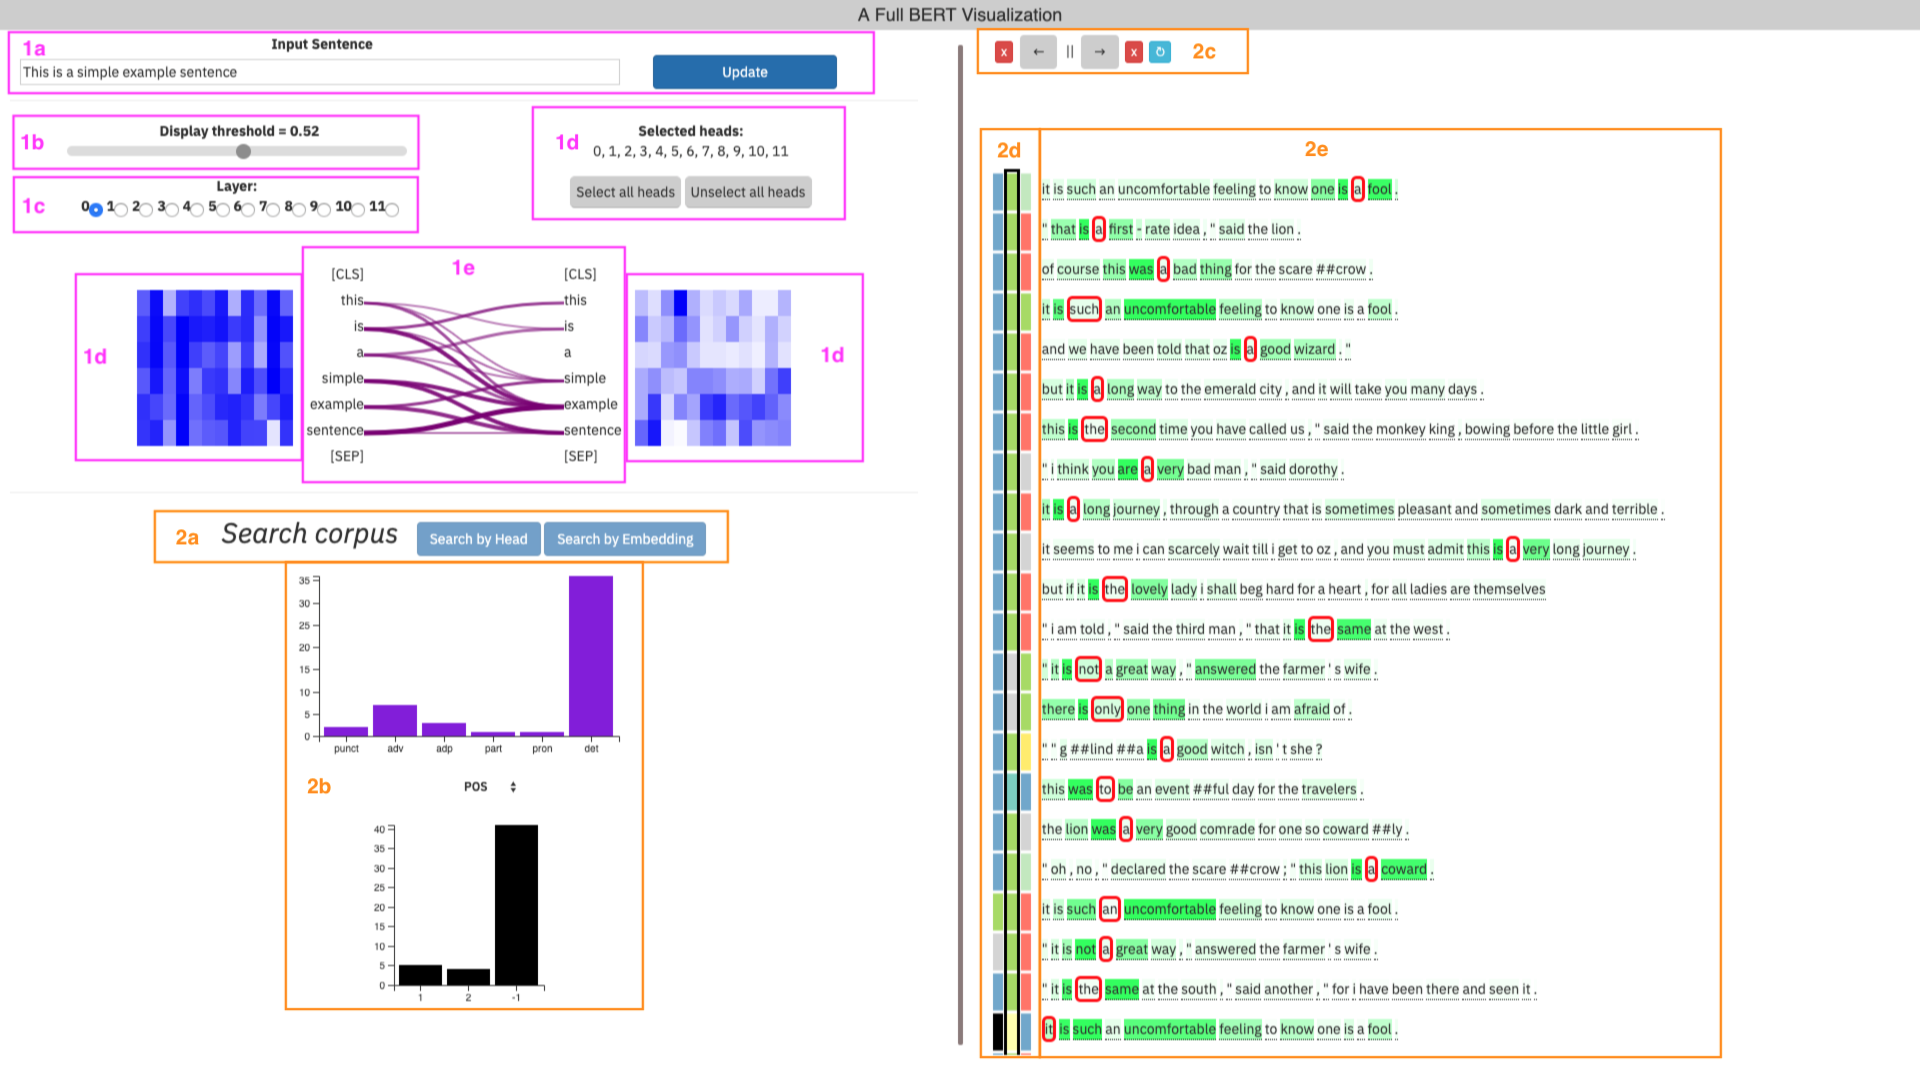 A Full BERT Visualization
1a
Input Sentence
This is a simple example sentence
Update
1b
Display threshold = 0.52
1c
Layer:
0 1 2 3 4 5 6 7 8 9 10 11
1d
Selected heads:
0, 1, 2, 3, 4, 5, 6, 7, 8, 9, 10, 11
Select all heads
Unselect all heads
1d
1e
[CLS] [CLS]
this this
is is
a a
simple simple
example example
sentence sentence
[SEP] [SEP]
1d
2a
Search corpus
Search by Head
Search by Embedding
35
30
25
20
15
10
5
0
punct adv adp part pron det
2b
POS
40
35
30
25
20
15
10
5
0
1 2 -1
x ← || → x ↻
2c
2d
2e
it is such an uncomfortable feeling to know one is a fool .
" that is a first - rate idea , " said the lion .
of course this was a bad thing for the scare ##crow .
it is such an uncomfortable feeling to know one is a fool .
and we have been told that oz is a good wizard . "
but it is a long way to the emerald city , and it will take you many days .
this is the second time you have called us , " said the monkey king , bowing before the little girl .
" i think you are a very bad man , " said dorothy .
it is a long journey , through a country that is sometimes pleasant and sometimes dark and terrible .
it seems to me i can scarcely wait till i get to oz , and you must admit this is a very long journey .
but if it is the lovely lady i shall beg hard for a heart , for all ladies are themselves
" i am told , " said the third man , " that it is the same at the west .
" it is not a great way , " answered the farmer ' s wife .
there is only one thing in the world i am afraid of .
" " g ##lind ##a is a good witch , isn ' t she ?
this was to be an event ##ful day for the travelers .
the lion was a very good comrade for one so coward ##ly .
" oh , no , " declared the scare ##crow ; " this lion is a coward .
it is such an uncomfortable feeling to know one is a fool .
" it is not a great way , " answered the farmer ' s wife .
" it is the same at the south , " said another , " for i have been there and seen it .
it is such an uncomfortable feeling to know one is a fool .